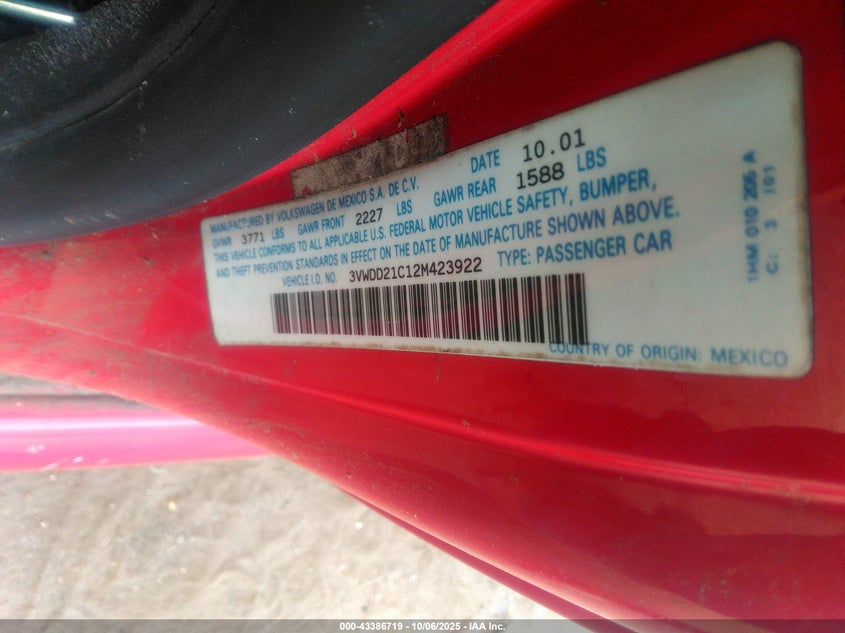 MANUFACTURED BY VOLKSWAGEN DE MEXICO S.A. DE C.V. DATE 10.01
GVWR 3771 LBS GAWR FRONT 2227 LBS GAWR REAR 1588 LBS
THIS VEHICLE CONFORMS TO ALL APPLICABLE U.S. FEDERAL MOTOR VEHICLE SAFETY, BUMPER,
AND THEFT PREVENTION STANDARDS IN EFFECT ON THE DATE OF MANUFACTURE SHOWN ABOVE.
VEHICLE I.D. NO. 3VWDD21C12M423922 TYPE: PASSENGER CAR
COUNTRY OF ORIGIN: MEXICO
1HM 010 205 A
C: 3 /01
000-43386719 - 10/06/2025 - IAA Inc.